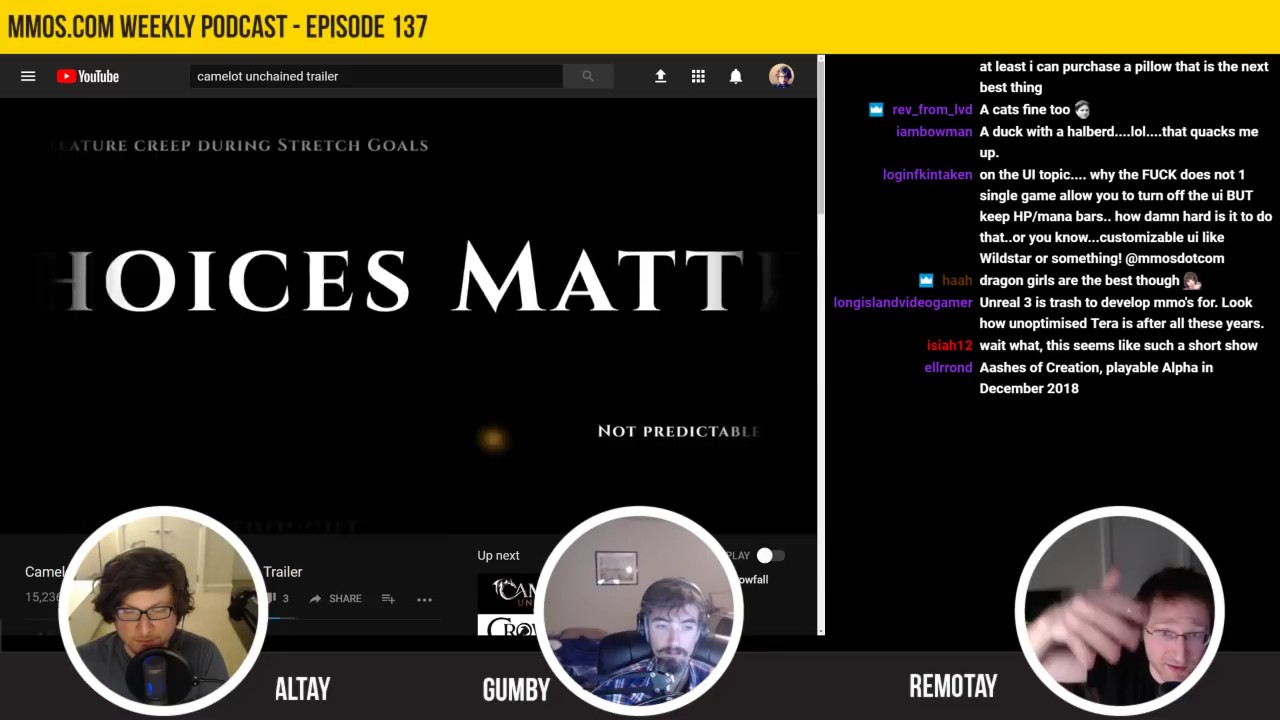 MMOS.COM WEEKLY PODCAST - EPISODE 137
YouTube
camelot unchained trailer
EATURE CREEP DURING STRETCH GOALS
HOICES MATT
NOT PREDICTABLE
Trailer
3
SHARE
Up next
at least i can purchase a pillow that is the next
best thing
rev_from_lvd A cats fine too
iambowman A duck with a halberd....lol....that quacks me
up.
loginfkintaken on the UI topic.... why the FUCK does not 1
single game allow you to turn off the ui BUT
keep HP/mana bars.. how damn hard is it to do
that..or you know...customizable ui like
Wildstar or something! @mmosdotcom
haah dragon girls are the best though
longislandvideogamer Unreal 3 is trash to develop mmo's for. Look
how unoptimised Tera is after all these years.
isiah12 wait what, this seems like such a short show
ellrrond Aashes of Creation, playable Alpha in
December 2018
ALTAY
GUMBY
REMOTAY